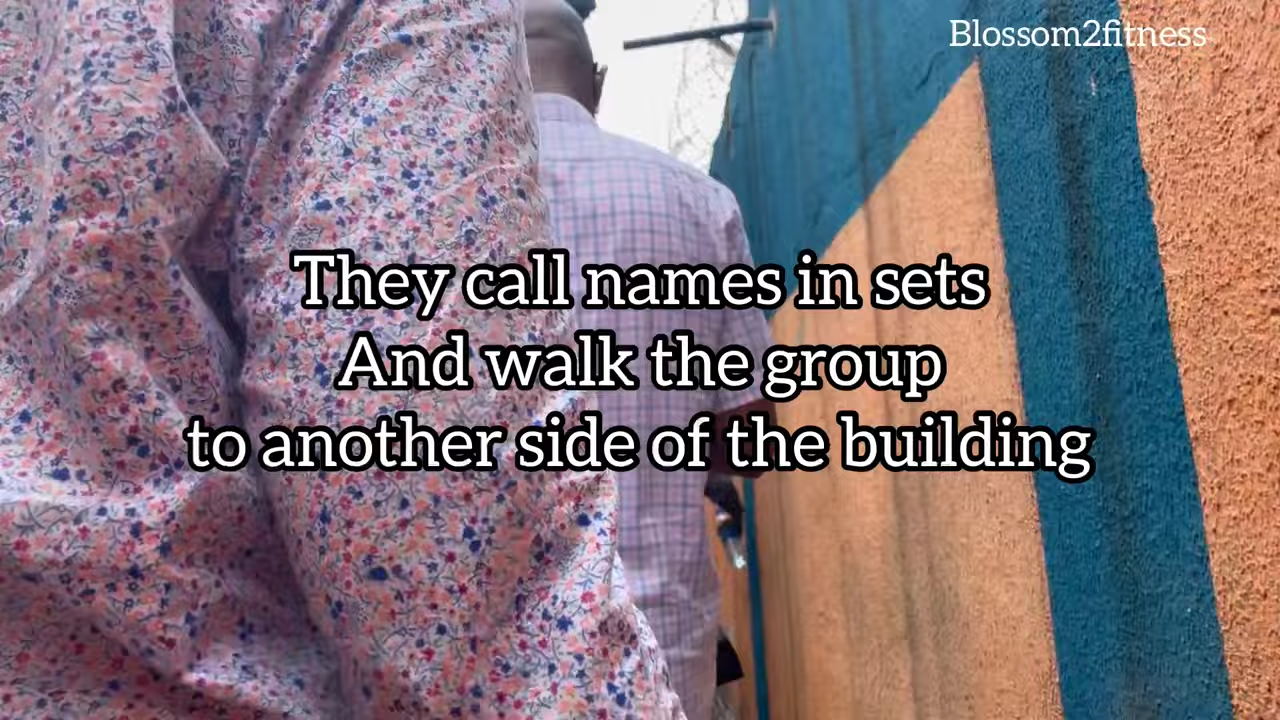 Blossom2fitness
They call names in sets
And walk the group
to another side of the building